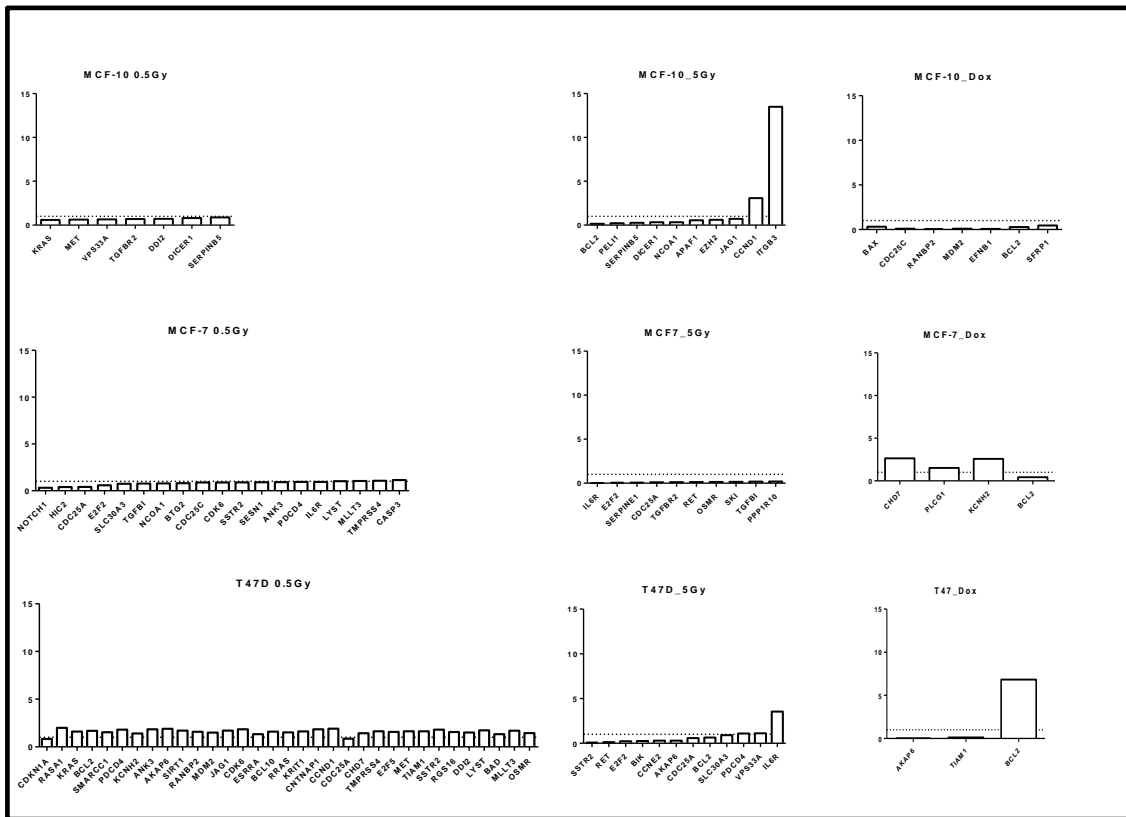 MCF-10 0.5Gy
15
10
5
0
KRAS
MET
VPS33A
TGFBR2
DDI2
DICER1
SERPINB5
MCF-10_5Gy
15
10
5
0
BCL2
PELI1
SERPINB5
DICER1
NCOA1
APAF1
EZH2
JAG1
CCND1
ITGB3
MCF-10_Dox
15
10
5
0
BAX
CDC25C
RANBP2
MDM2
EFNB1
BCL2
SFRP1
MCF-7 0.5Gy
15
10
5
0
NOTCH1
HIC2
CDC25A
E2F2
SLC30A3
TGFBI
NCOA1
BTG2
CDC25C
CDK6
SSTR2
SESN1
ANK3
PDCD4
IL6R
LYST
MLLT3
TMPRSS4
CASP3
MCF7_5Gy
15
10
5
0
IL6R
E2F2
SERPINE1
CDC25A
TGFBR2
RET
OSMR
SKI
TGFBI
PPP1R10
MCF-7_Dox
15
10
5
0
CHD7
PLCG1
KCNH2
BCL2
T47D 0.5Gy
15
10
5
0
CDKN1A
RASA1
KRAS
BCL2
SMARCC1
PDCD4
KCNH2
ANK3
AKAP6
SIRT1
RANBP2
MDM2
JAG1
CDK6
ESRRA
BCL10
RRAS
KRIT1
CNTNAP1
CCND1
CDC25A
CHD7
TMPRSS4
E2F5
MET
TIAM1
SSTR2
RGS16
DDI2
LYST
BAD
MLLT3
OSMR
T47D_5Gy
15
10
5
0
SSTR2
RET
E2F2
BIK
CCNE2
AKAP6
CDC25A
BCL2
SLC30A3
PDCD4
VPS33A
IL6R
T47_Dox
15
10
5
0
AKAP6
TIAM1
BCL2